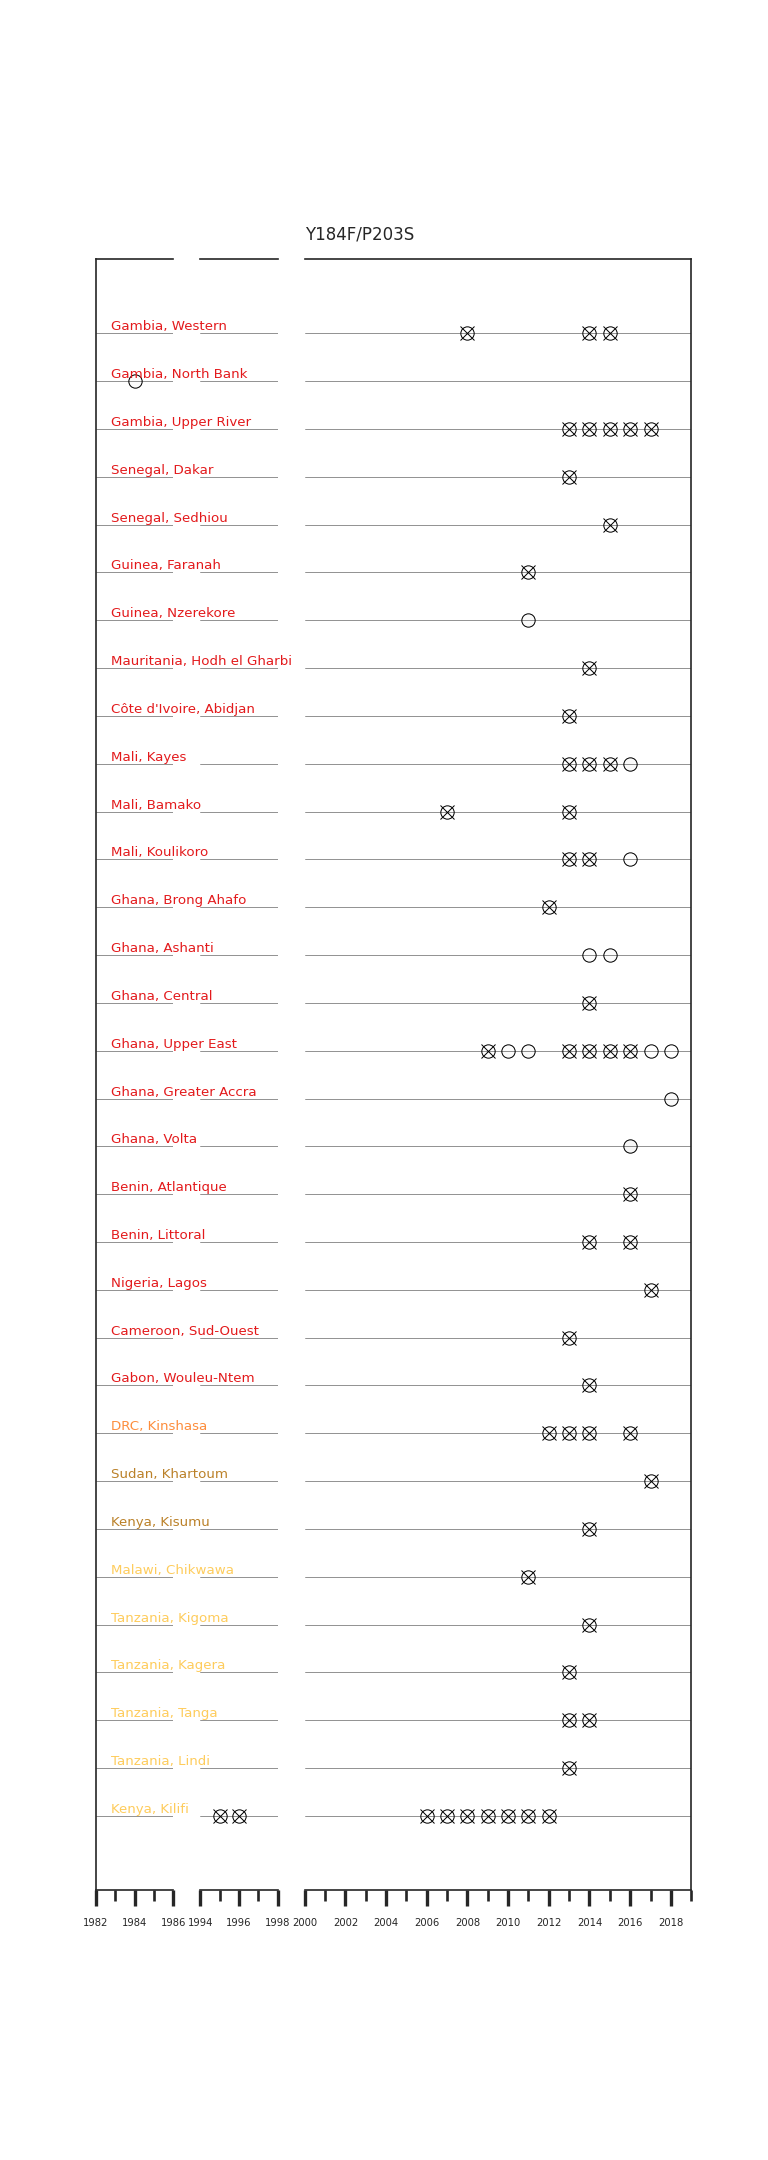 Y184F/P203S
Gambia, Western
Gambia, North Bank
Gambia, Upper River
Senegal, Dakar
Senegal, Sedhiou
Guinea, Faranah
Guinea, Nzerekore
Mauritania, Hodh el Gharbi
Côte d'Ivoire, Abidjan
Mali, Kayes
Mali, Bamako
Mali, Koulikoro
Ghana, Brong Ahafo
Ghana, Ashanti
Ghana, Central
Ghana, Upper East
Ghana, Greater Accra
Ghana, Volta
Benin, Atlantique
Benin, Littoral
Nigeria, Lagos
Cameroon, Sud-Ouest
Gabon, Wouleu-Ntem
DRC, Kinshasa
Sudan, Khartoum
Kenya, Kisumu
Malawi, Chikwawa
Tanzania, Kigoma
Tanzania, Kagera
Tanzania, Tanga
Tanzania, Lindi
Kenya, Kilifi
1982 1984 1986 1994 1996 1998 2000 2002 2004 2006 2008 2010 2012 2014 2016 2018